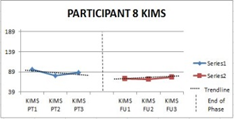 PARTICIPANT 8 KIMS
189
139
89
39
KIMS KIMS KIMS KIMS KIMS KIMS
PT1 PT2 PT3 FU1 FU2 FU3
Series1
Series2
Trendline
End of
Phase